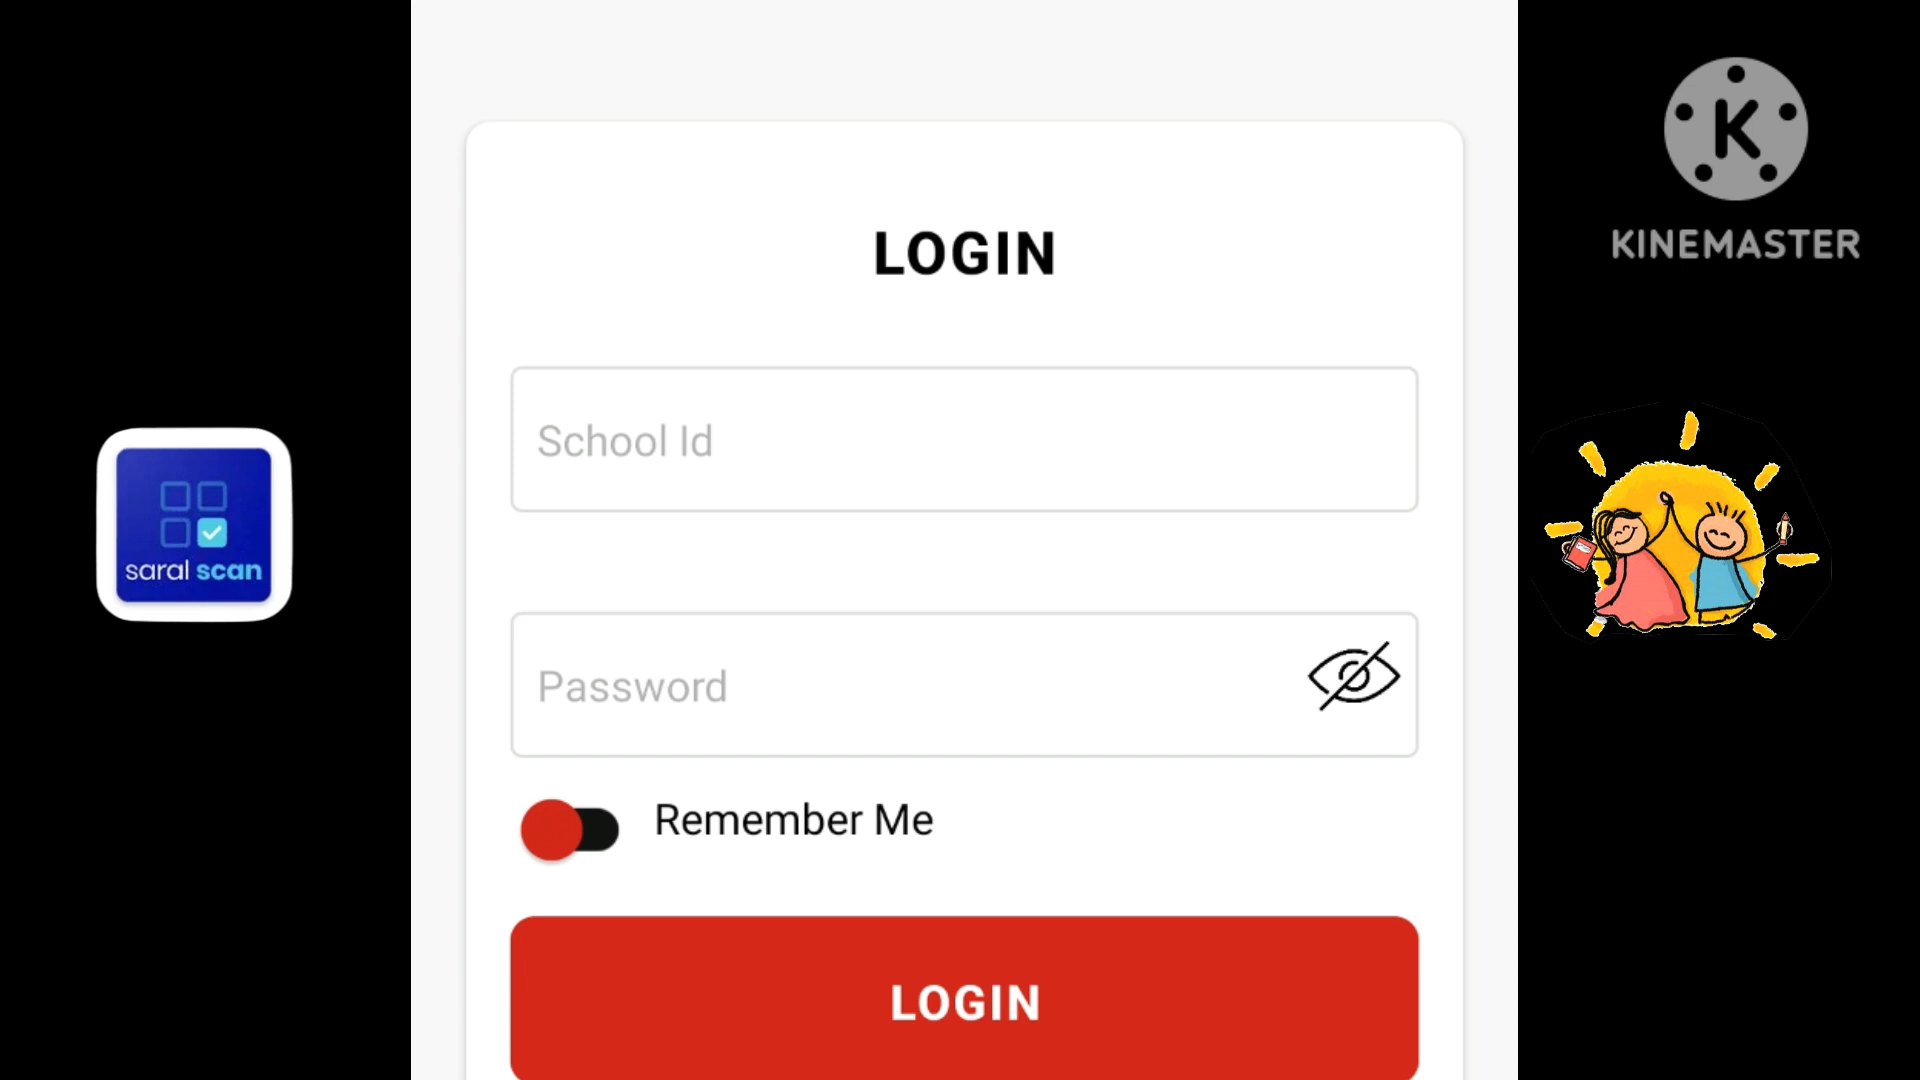 LOGIN
School Id
Password
Remember Me
LOGIN
saral scan
K
KINEMASTER